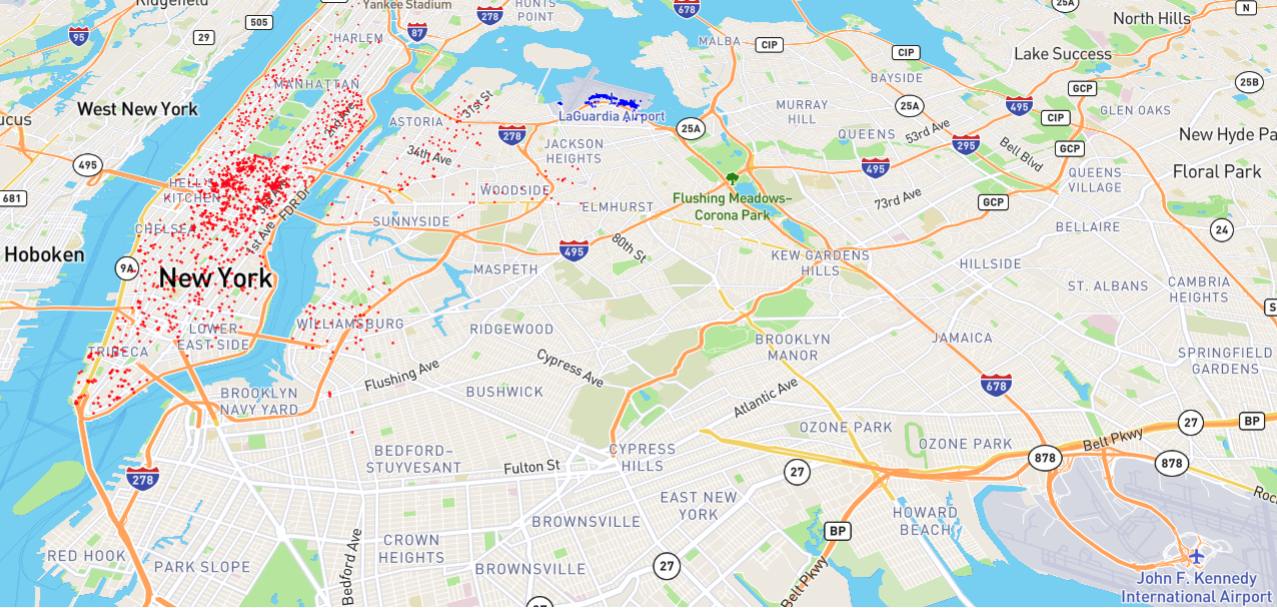 Ridgefield
Yankee Stadium
278
HUNTS
POINT
678
25A
N
505
95
29
87
HARLEM
MALBA
CIP
CIP
North Hills
Lake Success
MANHATTAN
West New York
2nd Ave
31st St
ASTORIA
LaGuardia Airport
BAYSIDE
GCP
25B
cus
278
25A
MURRAY
HILL
25A
495
CIP
GLEN OAKS
QUEENS
53rd Ave
295
Bell Blvd
GCP
New Hyde Pa
34th Ave
JACKSON
HEIGHTS
495
495
QUEENS
VILLAGE
Floral Park
HELL'S
KITCHEN
WOODSIDE
681
Flushing Meadows–
Corona Park
73rd Ave
GCP
3rd
FDR Dr
1st Ave
CHELSEA
SUNNYSIDE
ELMHURST
BELLAIRE
24
Hoboken
9A
New York
495
80th St
MASPETH
KEW GARDENS
HILLS
HILLSIDE
ST. ALBANS
CAMBRIA
HEIGHTS
S
TRIBECA
LOWER
EAST SIDE
WILLIAMSBURG
RIDGEWOOD
BROOKLYN
MANOR
JAMAICA
SPRINGFIELD
GARDENS
Flushing Ave
Cypress Ave
BROOKLYN
NAVY YARD
BUSHWICK
Atlantic Ave
678
OZONE PARK
OZONE PARK
27
BP
Belt Pkwy
BEDFORD–
STUYVESANT
CYPRESS
HILLS
Fulton St
27
878
878
278
Roc
EAST NEW
YORK
HOWARD
BEACH
BROWNSVILLE
BP
RED HOOK
PARK SLOPE
Bedford Ave
CROWN
HEIGHTS
BROWNSVILLE
27
Belt Pkwy
27
John F. Kennedy
International Airport